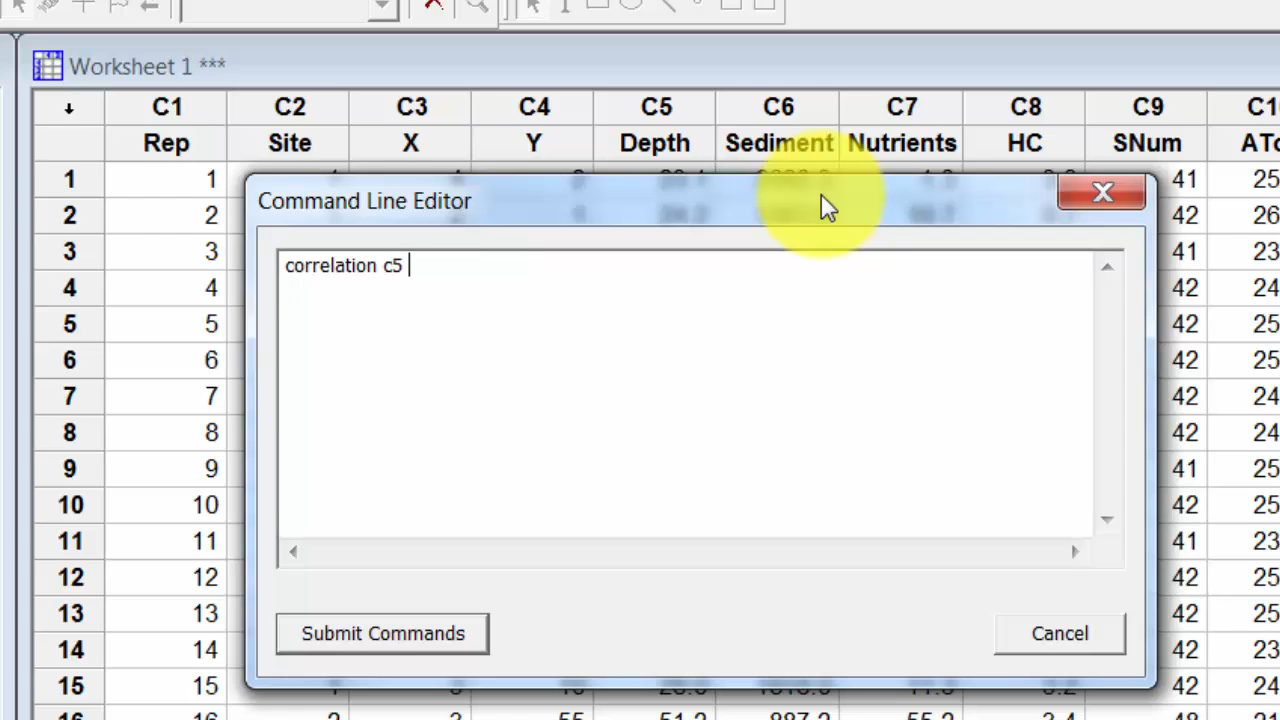 Worksheet 1 ***
↓ C1 C2 C3 C4 C5 C6 C7 C8 C9
Rep Site X Y Depth Sediment Nutrients HC SNum
1 1 41 25
Command Line Editor
2 2 42 26
3 3 41 23
correlation c5
4 4 42 24
5 5 42 25
6 6 42 25
7 7 42 24
8 8 42 24
9 9 41 25
10 10 42 25
11 11 41 23
12 12 42 25
13 13 42 25
Submit Commands Cancel
14 14 42 23
15 15 42 24